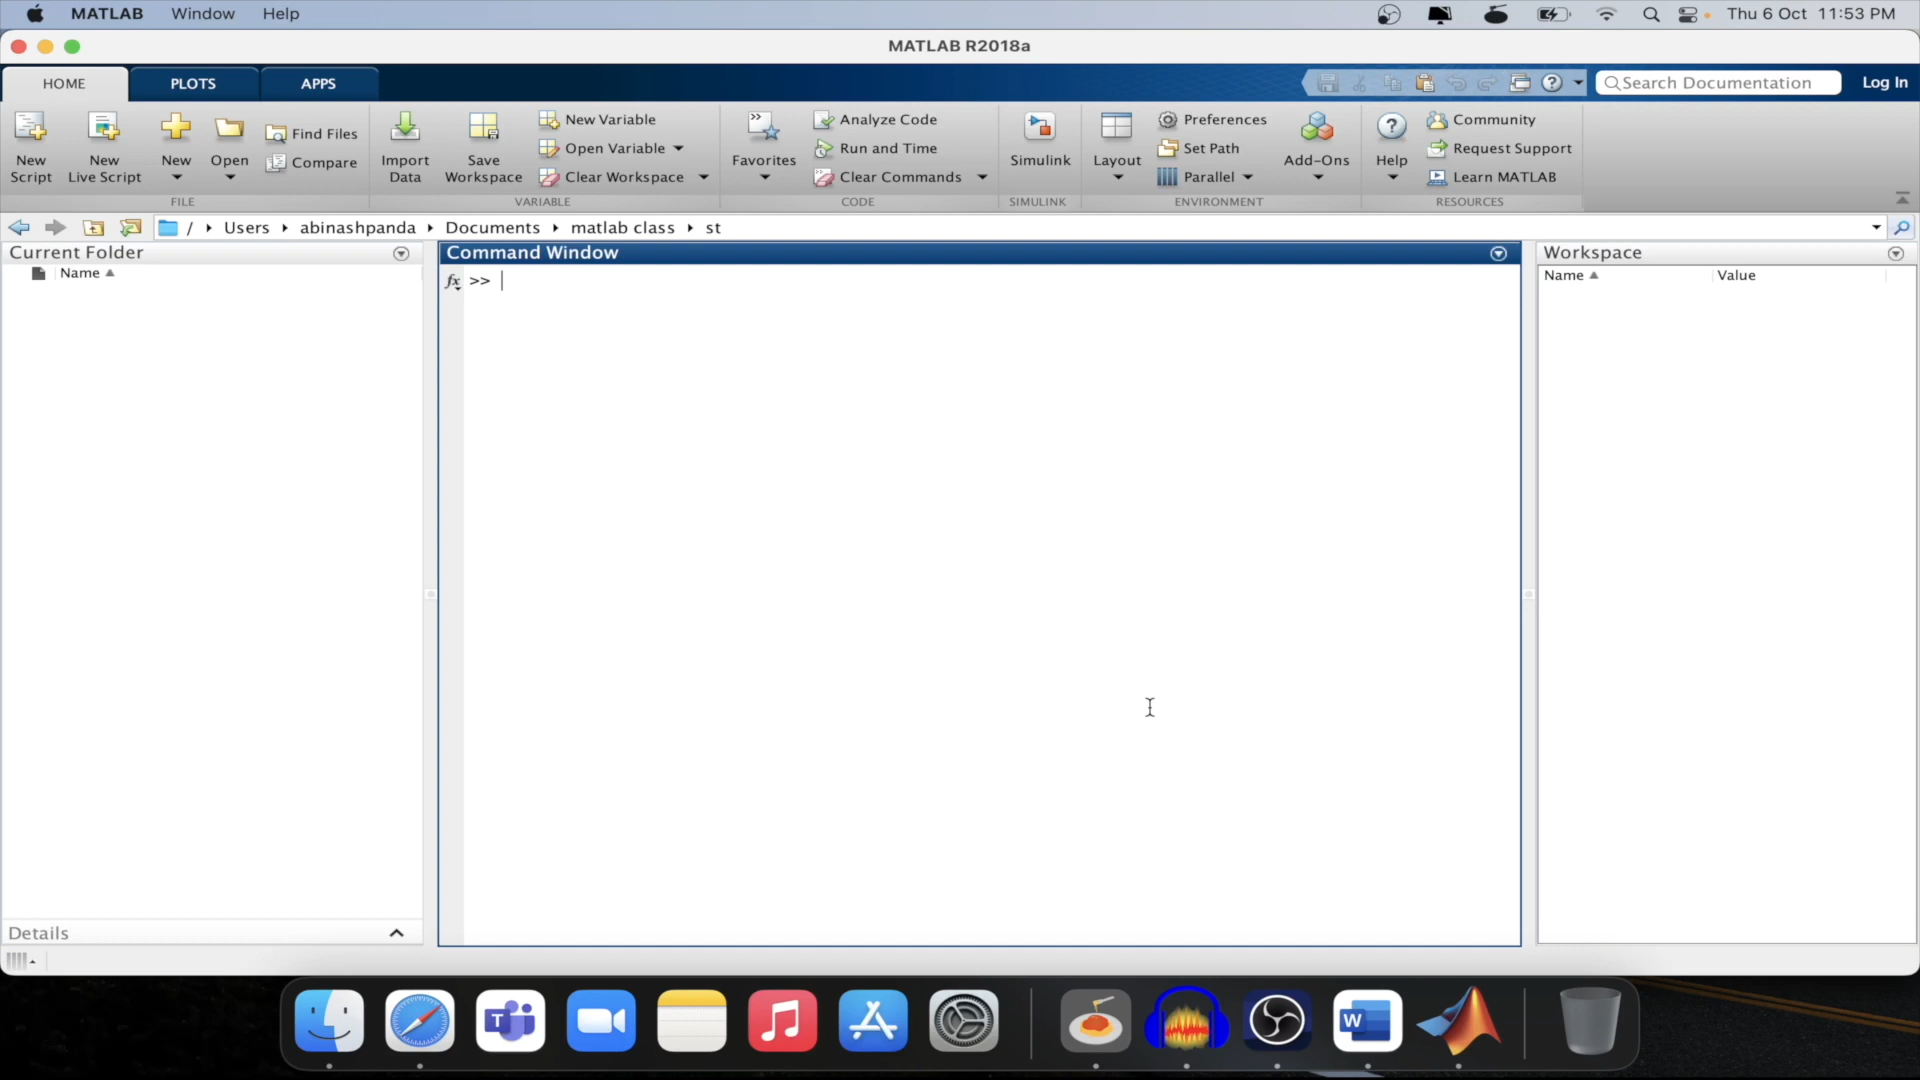 MATLAB Window Help Thu 6 Oct 11:53 PM
MATLAB R2018a
HOME PLOTS APPS Search Documentation Log In
New Script
New Live Script
New
Open
Find Files
Compare
FILE
Import Data
Save Workspace
New Variable
Open Variable
Clear Workspace
VARIABLE
Favorites
Analyze Code
Run and Time
Clear Commands
CODE
Simulink
SIMULINK
Layout
Preferences
Set Path
Parallel
Add-Ons
ENVIRONMENT
Help
Community
Request Support
Learn MATLAB
RESOURCES
/ Users abinashpanda Documents matlab class st
Current Folder
Name
Command Window
fx >>
Workspace
Name Value
Details
T
W